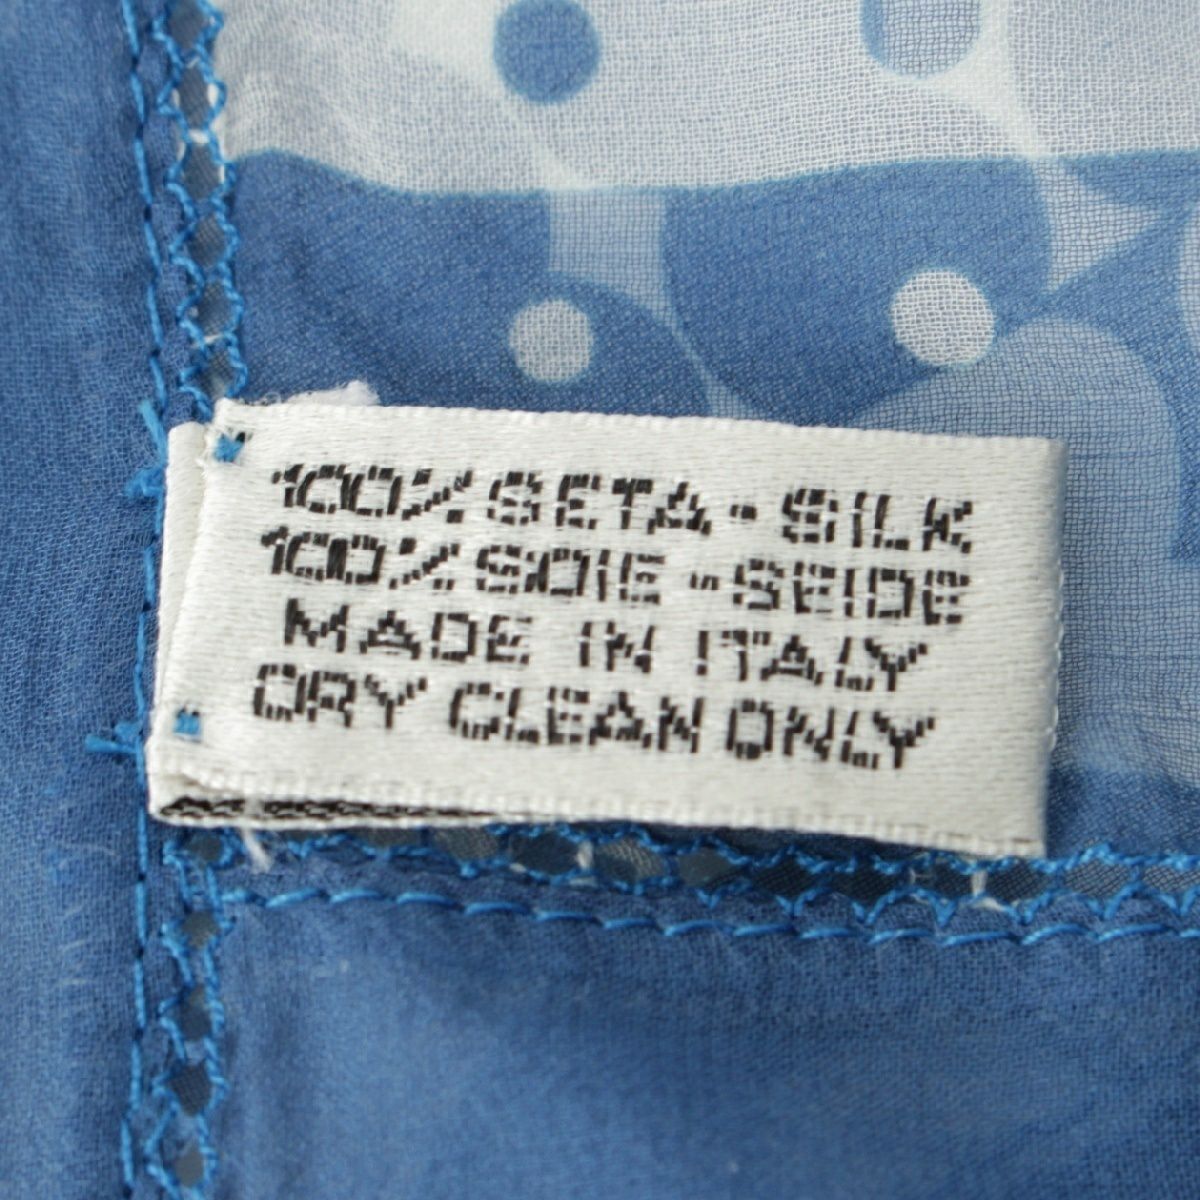 100% SETA - SILK
100% SOIE - SEIDE
MADE IN ITALY
DRY CLEAN ONLY